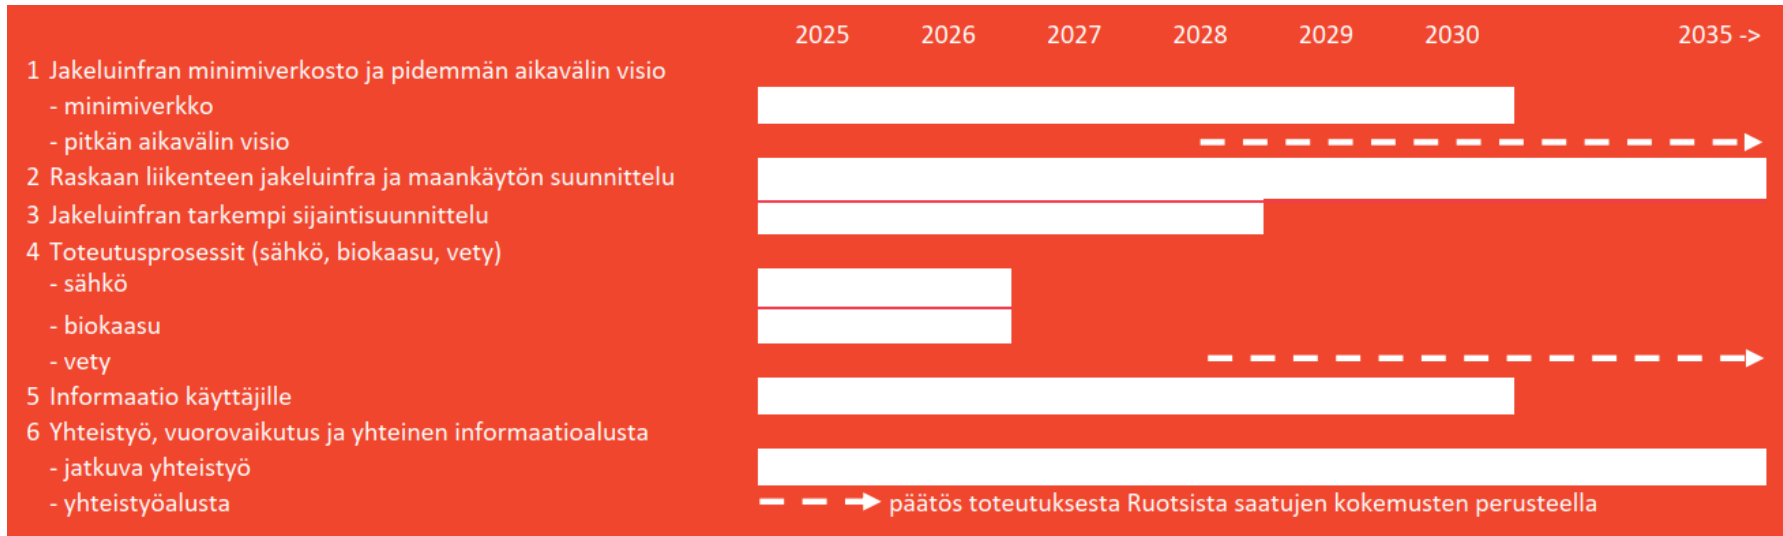 2025 2026 2027 2028 2029 2030 2035 ->
1 Jakeluinfran minimiverkosto ja pidemmän aikavälin visio
- minimiverkko
- pitkän aikavälin visio
2 Raskaan liikenteen jakeluinfra ja maankäytön suunnittelu
3 Jakeluinfran tarkempi sijaintisuunnittelu
4 Toteutusprosessit (sähkö, biokaasu, vety)
- sähkö
- biokaasu
- vety
5 Informaatio käyttäjille
6 Yhteistyö, vuorovaikutus ja yhteinen informaatioalusta
- jatkuva yhteistyö
- yhteistyöalusta päätös toteutuksesta Ruotsista saatujen kokemusten perusteella